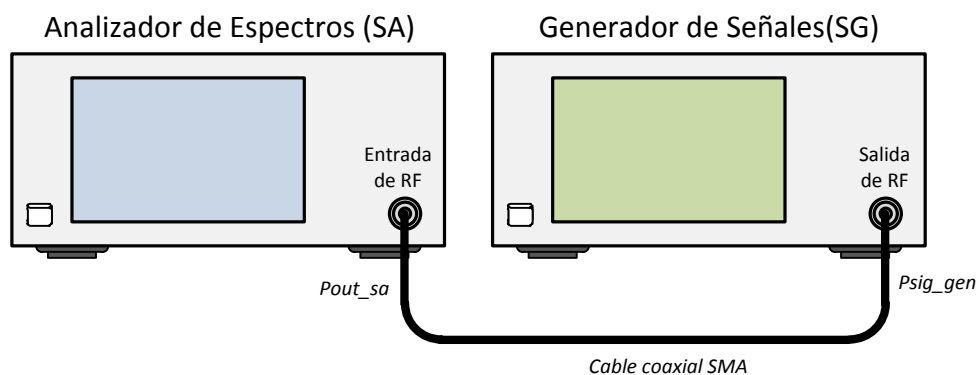 Analizador de Espectros (SA)
Generador de Señales(SG)
Entrada
de RF
Salida
de RF
Pout_sa
Psig_gen
Cable coaxial SMA